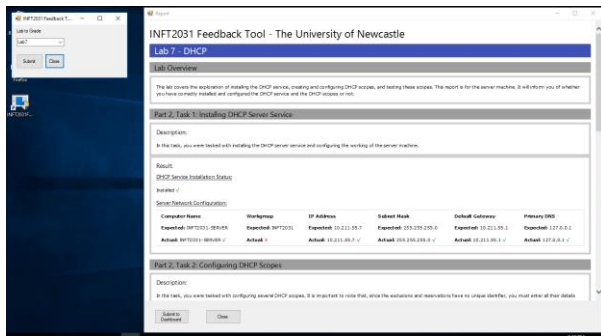 INFT2031 Feedback T...
Lab to Grade
Lab7
Submit
Close
Firefox
INFT203 1F...
Report
INFT2031 Feedback Tool - The University of Newcastle
Lab 7 - DHCP
Lab Overview
This lab covers the exploration of installing the DHCP service, creating and configuring DHCP scopes, and testing these scopes. This report is for the server machine. It will inform you of whether
you have correctly installed and configured the DHCP service and the DHCP scopes or not.
Part 2, Task 1: Installing DHCP Server Service
Description:
In this task, you were tasked with installing the DHCP server service and configuring the working of the server machine.
Result:
DHCP Service Installation Status:
Installed √
Server Network Configuration:
Computer Name Workgroup IP Address Subnet Mask Default Gateway Primary DNS
Expected: INFT2031-SERVER Expected: INFT2031 Expected: 10.211.55.7 Expected: 255.255.255.0 Expected: 10.211.55.1 Expected: 127.0.0.1
Actual: INFT2031-SERVER √ Actual: X Actual: 10.211.55.7 √ Actual: 255.255.255.0 √ Actual: 10.211.55.1 √ Actual: 127.0.0.1 √
Part 2, Task 2: Configuring DHCP Scopes
Description:
In this task, you were tasked with configuring several DHCP scopes. It is important to note that, since the exclusions and reservations have no unique identifier, you must enter all their details
Submit to
Dashboard
Close